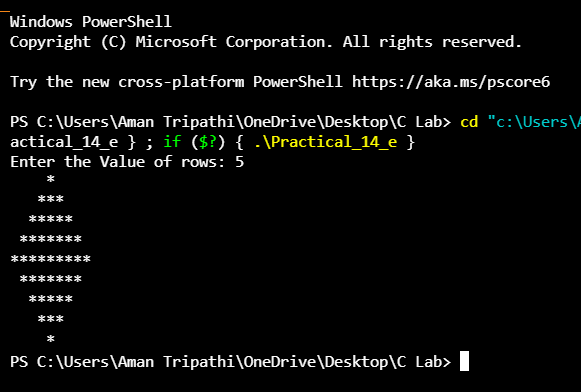 Windows PowerShell
Copyright (C) Microsoft Corporation. All rights reserved.
Try the new cross-platform PowerShell https://aka.ms/pscore6
PS C:\Users\Aman Tripathi\OneDrive\Desktop\C Lab> cd "c:\Users\A
actical_14_e } ; if ($?) { .\Practical_14_e }
Enter the Value of rows: 5
    *
   ***
  *****
 *******
*********
 *******
  *****
   ***
    *
PS C:\Users\Aman Tripathi\OneDrive\Desktop\C Lab>